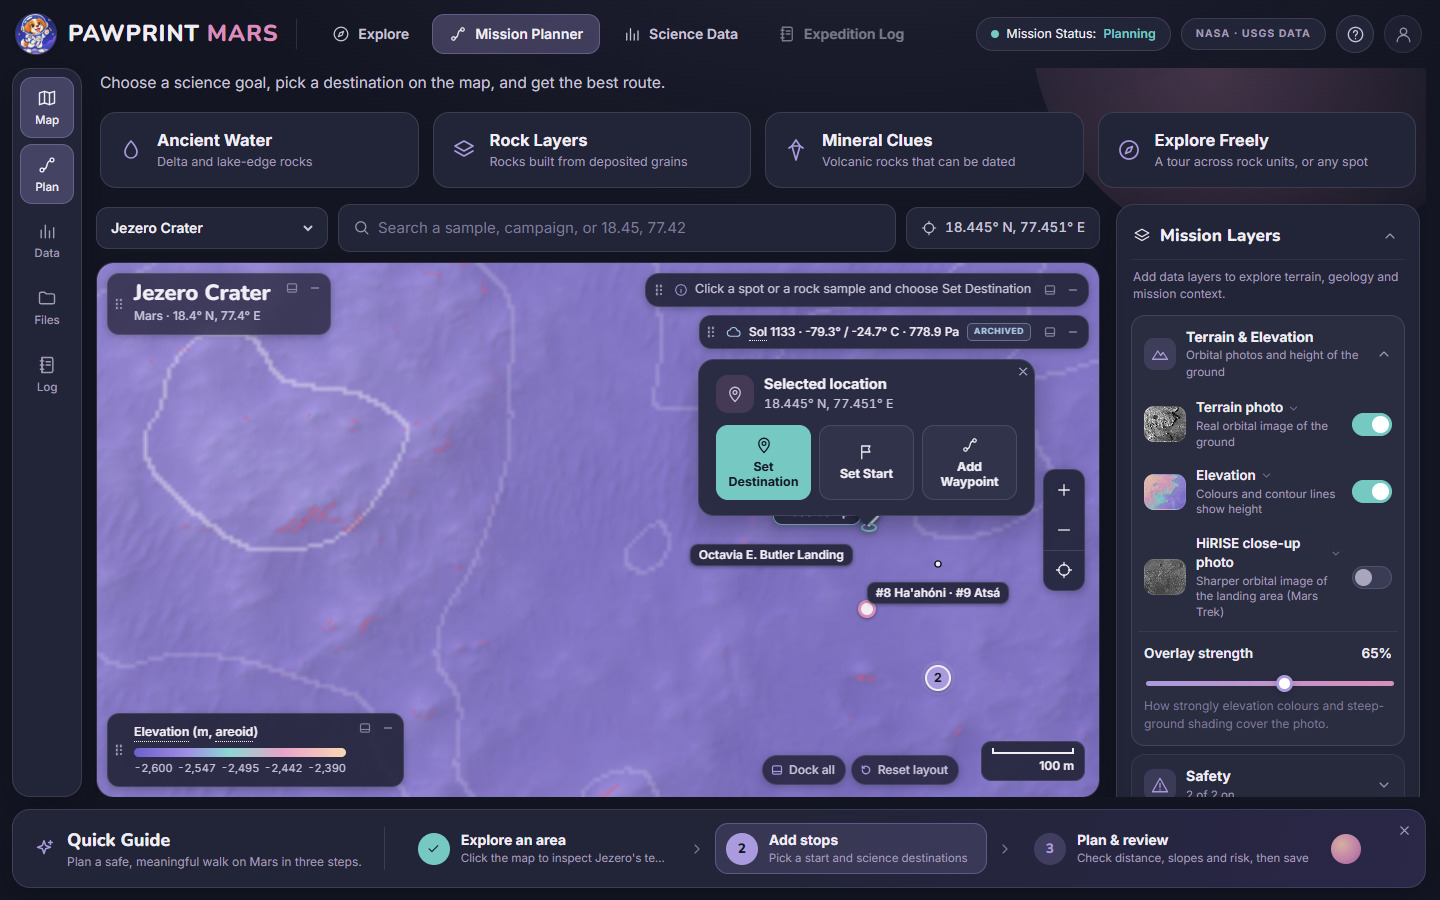 PAWPRINT MARS
Explore
Mission Planner
Science Data
Expedition Log
Mission Status: Planning
NASA · USGS DATA
Map
Plan
Data
Files
Log
Choose a science goal, pick a destination on the map, and get the best route.
Ancient Water
Delta and lake-edge rocks
Rock Layers
Rocks built from deposited grains
Mineral Clues
Volcanic rocks that can be dated
Explore Freely
A tour across rock units, or any spot
Jezero Crater
Search a sample, campaign, or 18.45, 77.42
18.445° N, 77.451° E
Jezero Crater
Mars · 18.4° N, 77.4° E
Click a spot or a rock sample and choose Set Destination
Sol 1133 · -79.3° / -24.7° C · 778.9 Pa
ARCHIVED
Selected location
18.445° N, 77.451° E
Set
Destination
Set Start
Add
Waypoint
Octavia E. Butler Landing
#8 Ha'ahóni · #9 Atsá
2
Elevation (m, areoid)
-2,600 -2,547 -2,495 -2,442 -2,390
Dock all
Reset layout
100 m
Mission Layers
Add data layers to explore terrain, geology and
mission context.
Terrain & Elevation
Orbital photos and height of the
ground
Terrain photo
Real orbital image of the
ground
Elevation
Colours and contour lines
show height
HiRISE close-up
photo
Sharper orbital image of
the landing area (Mars
Trek)
Overlay strength
65%
How strongly elevation colours and steep-
ground shading cover the photo.
Safety
2 of 2 on
Quick Guide
Plan a safe, meaningful walk on Mars in three steps.
Explore an area
Click the map to inspect Jezero's te...
2
Add stops
Pick a start and science destinations
3
Plan & review
Check distance, slopes and risk, then save